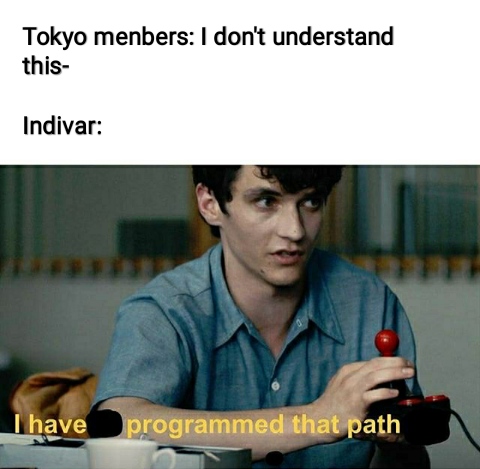 Tokyo menbers: I don't understand
this-
Indivar:
I have programmed that path